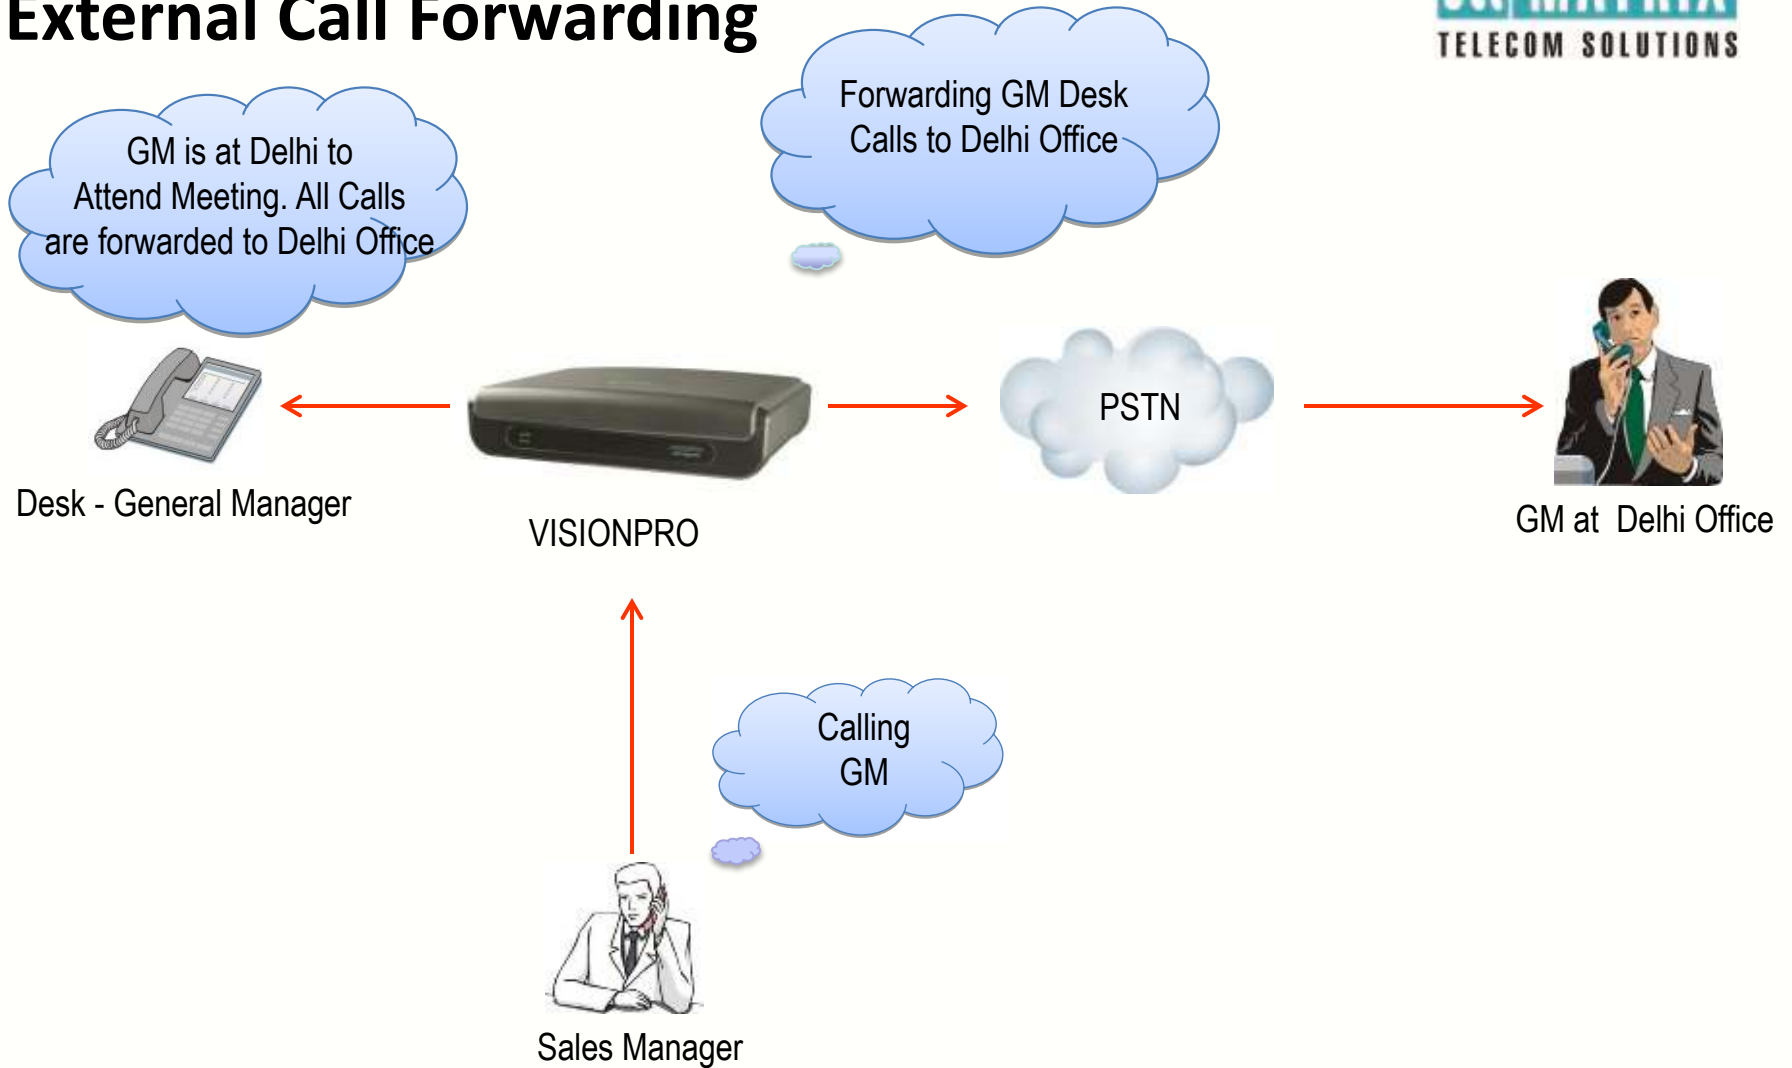 External Call Forwarding
MATRIX
TELECOM SOLUTIONS
Forwarding GM Desk
Calls to Delhi Office
GM is at Delhi to
Attend Meeting. All Calls
are forwarded to Delhi Office
PSTN
Desk - General Manager
VISIONPRO
GM at Delhi Office
Calling
GM
Sales Manager